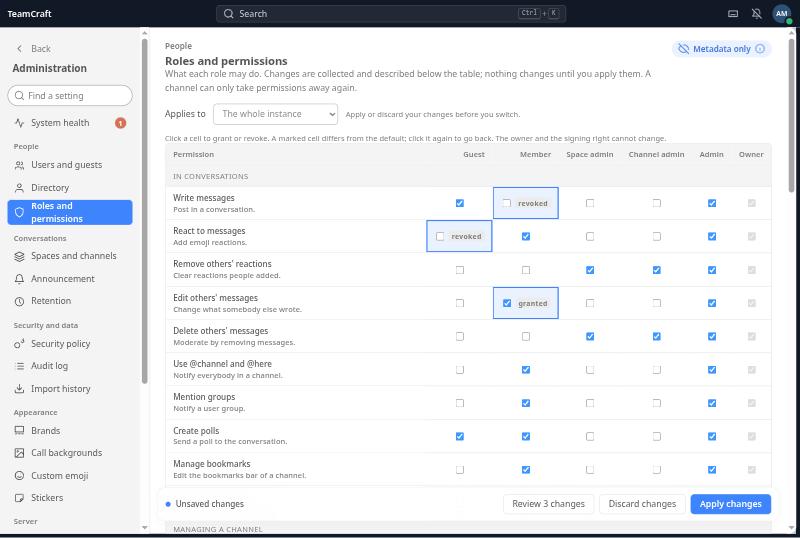 TeamCraft
Search
Ctrl + K
AM
Back
Administration
Find a setting
System health
1
People
Users and guests
Directory
Roles and
permissions
Conversations
Spaces and channels
Announcement
Retention
Security and data
Security policy
Audit log
Import history
Appearance
Brands
Call backgrounds
Custom emoji
Stickers
Server
People
Roles and permissions
Metadata only
What each role may do. Changes are collected and described below the table; nothing changes until you apply them. A
channel can only take permissions away again.
Applies to
The whole instance
Apply or discard your changes before you switch.
Click a cell to grant or revoke. A marked cell differs from the default; click it again to go back. The owner and the signing right cannot change.
Permission Guest Member Space admin Channel admin Admin Owner
IN CONVERSATIONS
Write messages
Post in a conversation.
revoked
React to messages
Add emoji reactions.
revoked
Remove others' reactions
Clear reactions people added.
Edit others' messages
Change what somebody else wrote.
granted
Delete others' messages
Moderate by removing messages.
Use @channel and @here
Notify everybody in a channel.
Mention groups
Notify a user group.
Create polls
Send a poll to the conversation.
Manage bookmarks
Edit the bookmarks bar of a channel.
Unsaved changes
Review 3 changes
Discard changes
Apply changes
MANAGING A CHANNEL